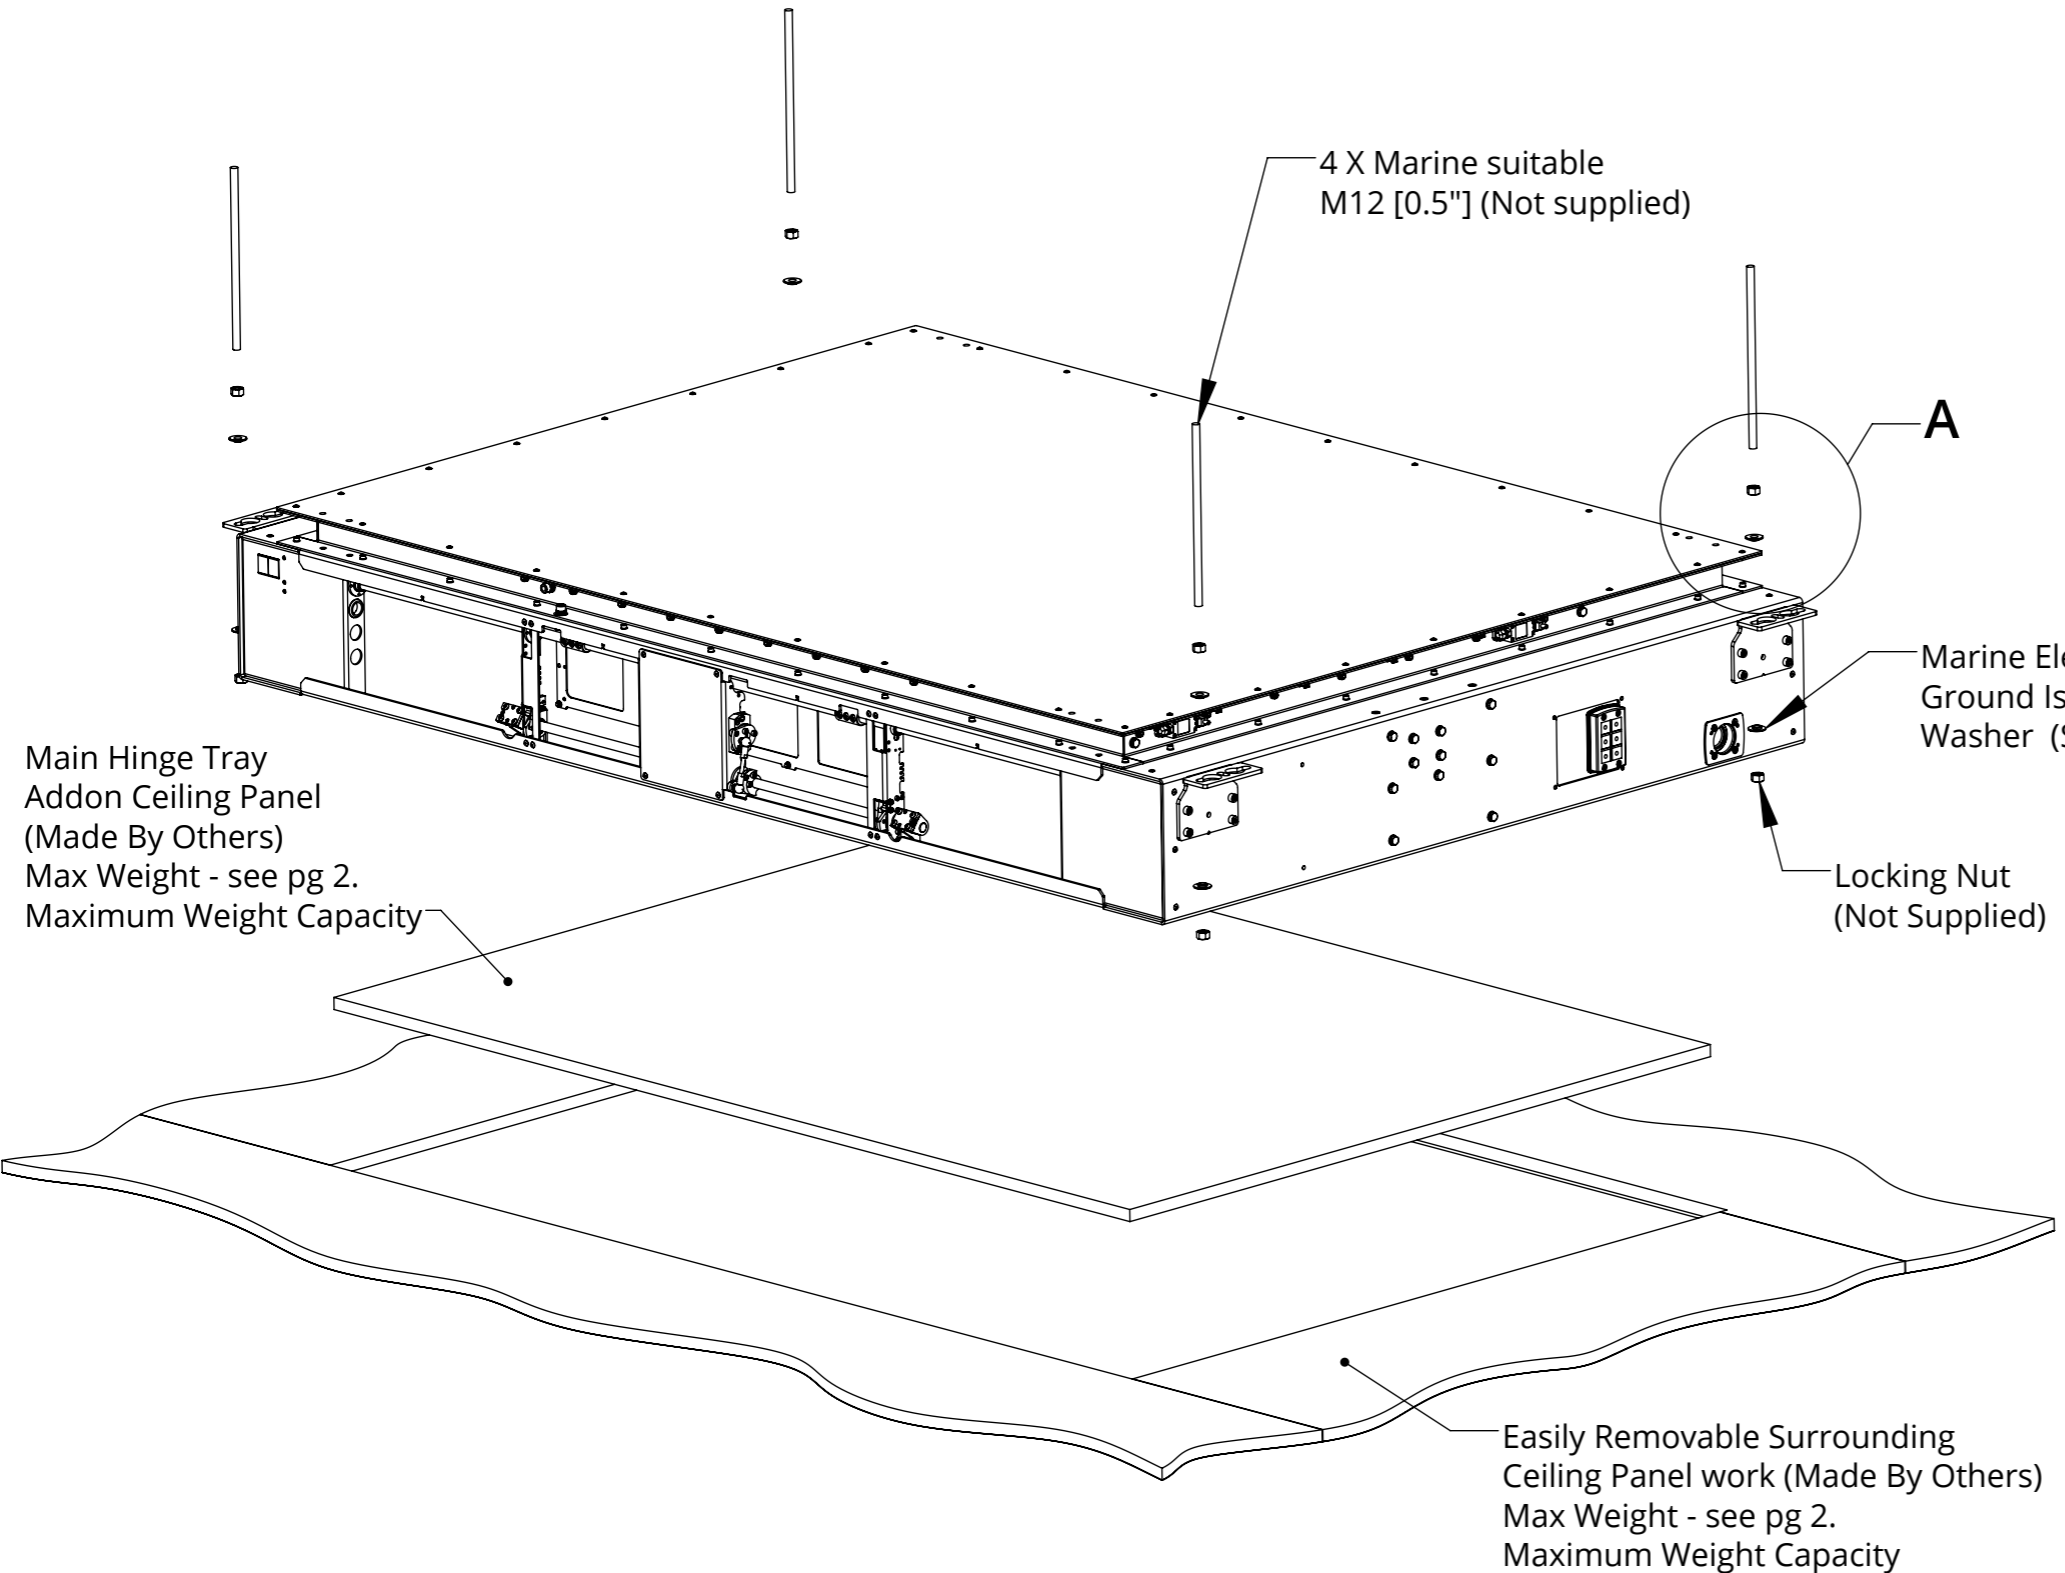 4 X Marine suitable
M12 [0.5"] (Not supplied)
A
Marine
Ground
Washer
Locking Nut
(Not Supplied)
Main Hinge Tray
Addon Ceiling Panel
(Made By Others)
Max Weight - see pg 2.
Maximum Weight Capacity
Easily Removable Surrounding
Ceiling Panel work (Made By Others)
Max Weight - see pg 2.
Maximum Weight Capacity